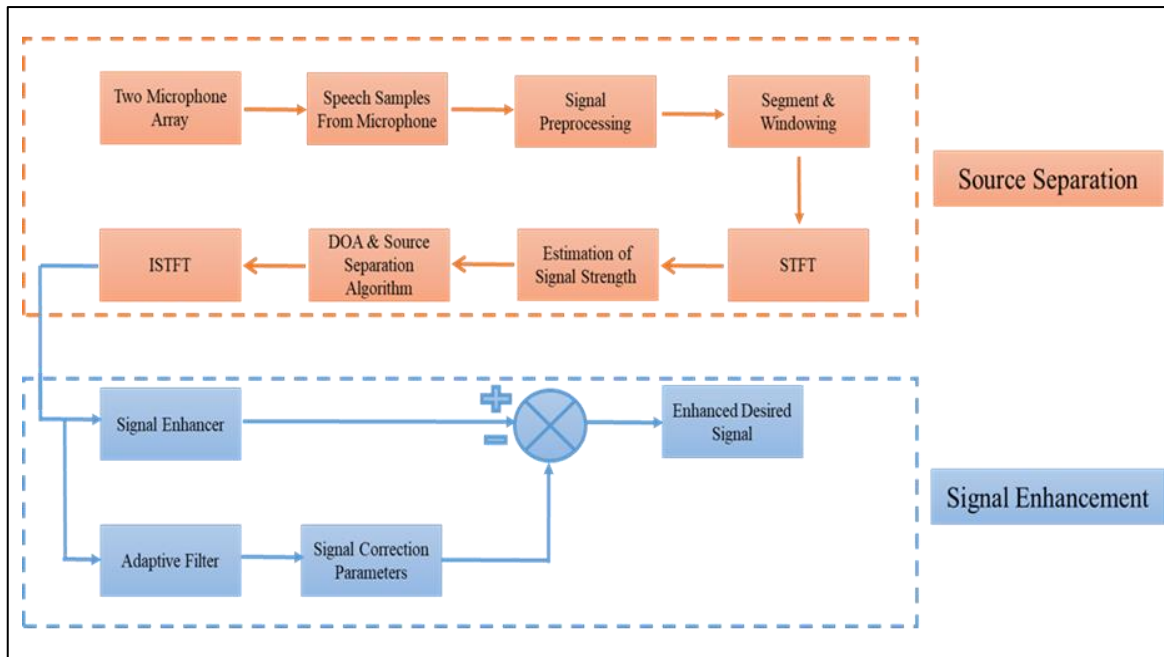 Two Microphone
Array
Speech Samples
From Microphone
Signal
Preprocessing
Segment &
Windowing
Source Separation
ISTFT
DOA & Source
Separation
Algorithm
Estimation of
Signal Strength
STFT
Signal Enhancer
+
−
Enhanced Desired
Signal
Signal Enhancement
Adaptive Filter
Signal Correction
Parameters